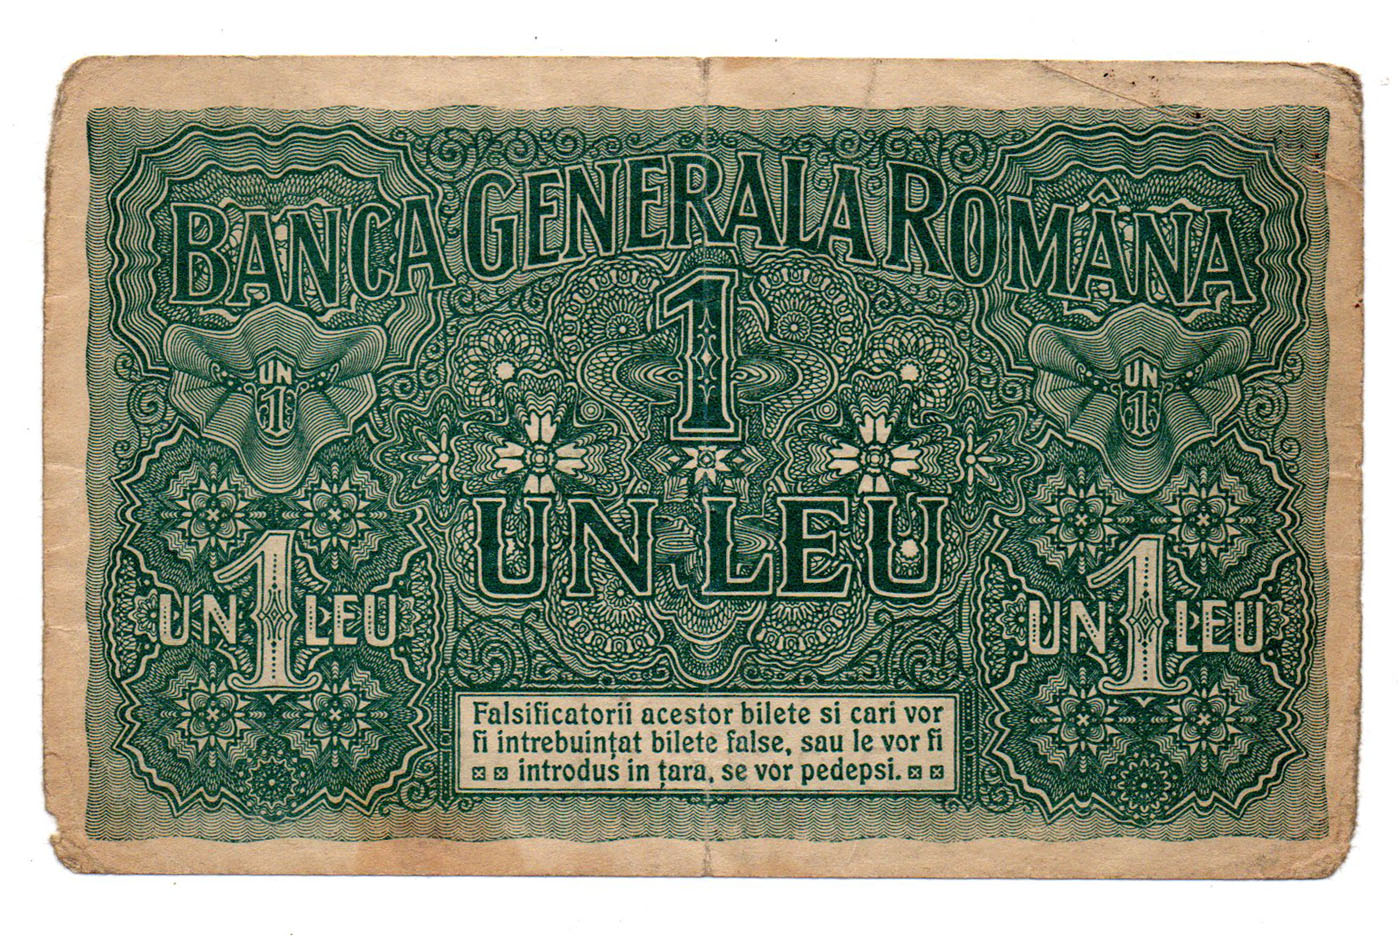 BANCA GENERALA ROMÂNA
1
UN
1
UN
1
UN LEU
UN 1 LEU
UN 1 LEU
Falsificatorii acestor bilete si cari vor
fi intrebuințat bilete false, sau le vor fi
introdus in țara, se vor pedepsi.